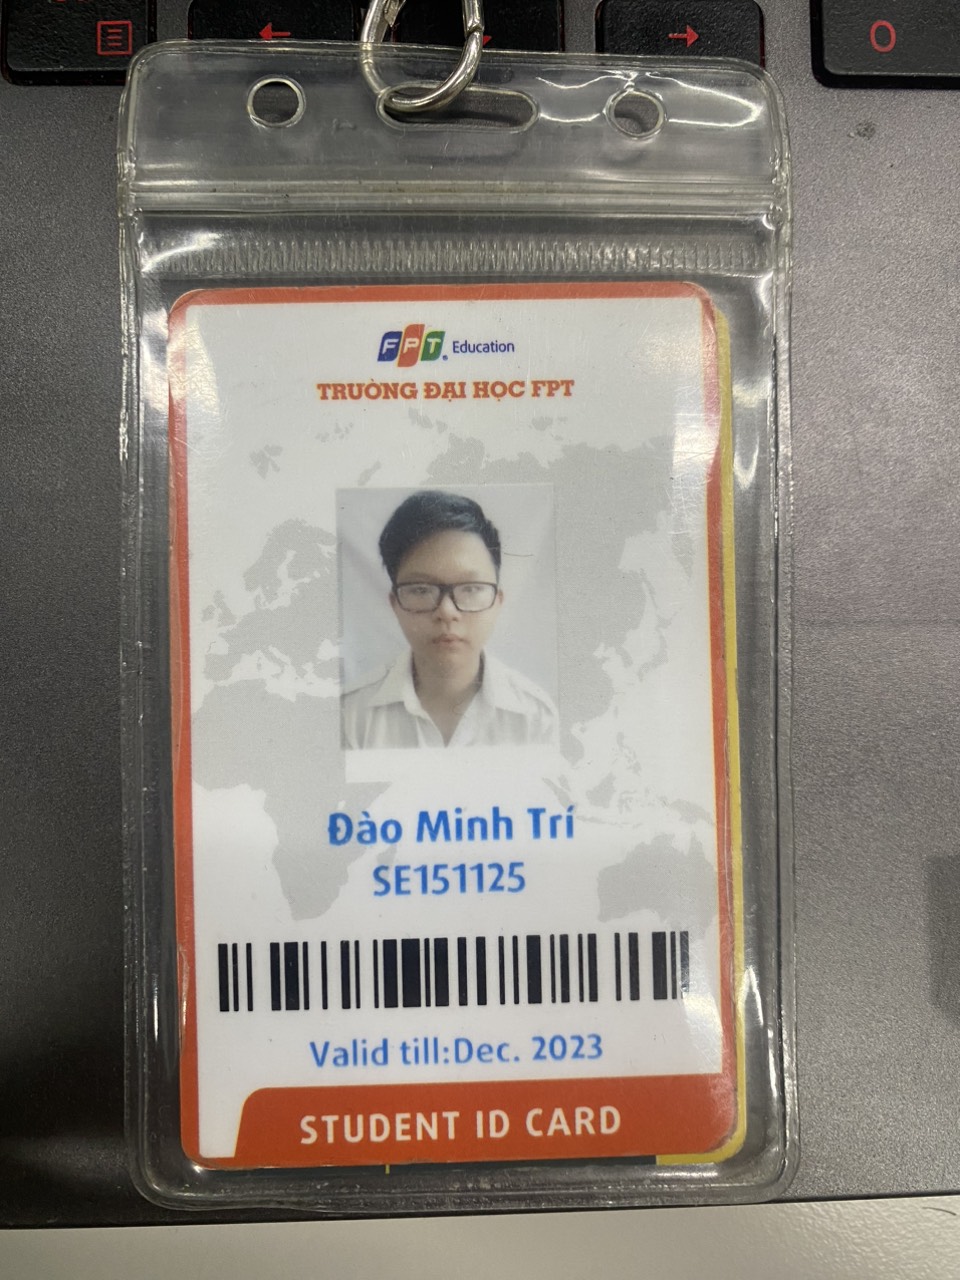 O
FPT Education
TRƯỜNG ĐẠI HỌC FPT
Đào Minh Trí
SE151125
Valid till:Dec. 2023
STUDENT ID CARD